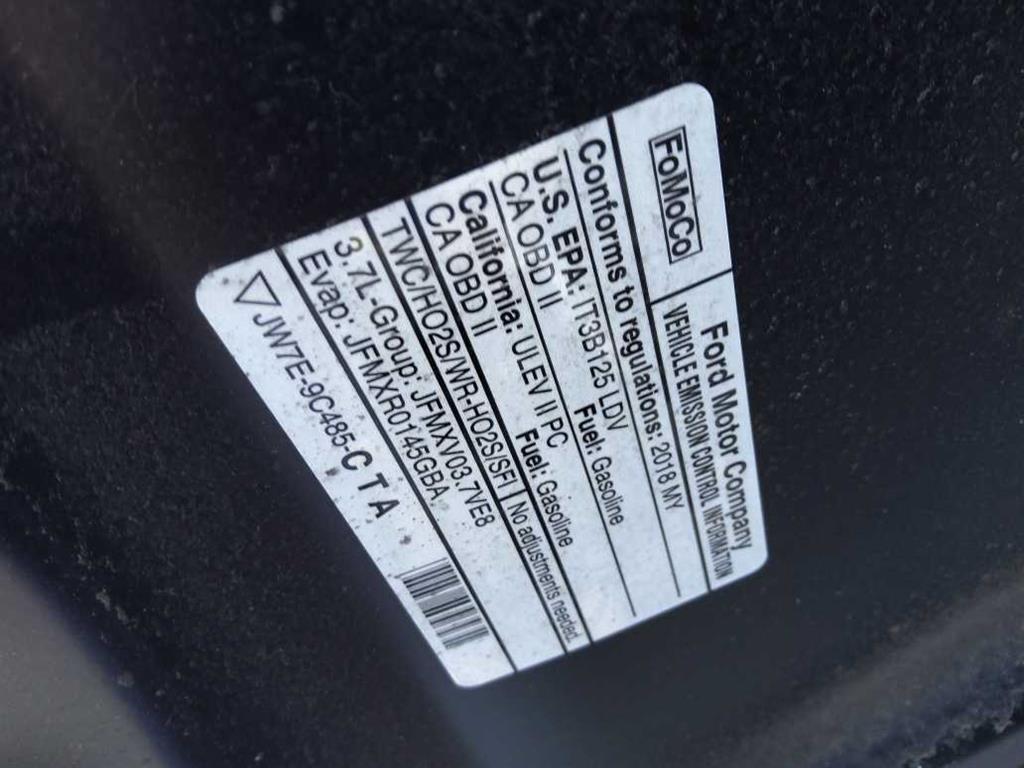 FoMoCo
Ford Motor Company
VEHICLE EMISSION CONTROL INFORMATION
Conforms to regulations: 2018 MY
U.S. EPA: IT3B125 LDV Fuel: Gasoline
CA OBD II
California: ULEV II PC Fuel: Gasoline
CA OBD II
TWC/HO2S/WR-HO2S/SFI No adjustments needed.
3.7L-Group: JFMXV03.7VE8
Evap: JFMXR0145GBA
JW7E-9C485-C T A